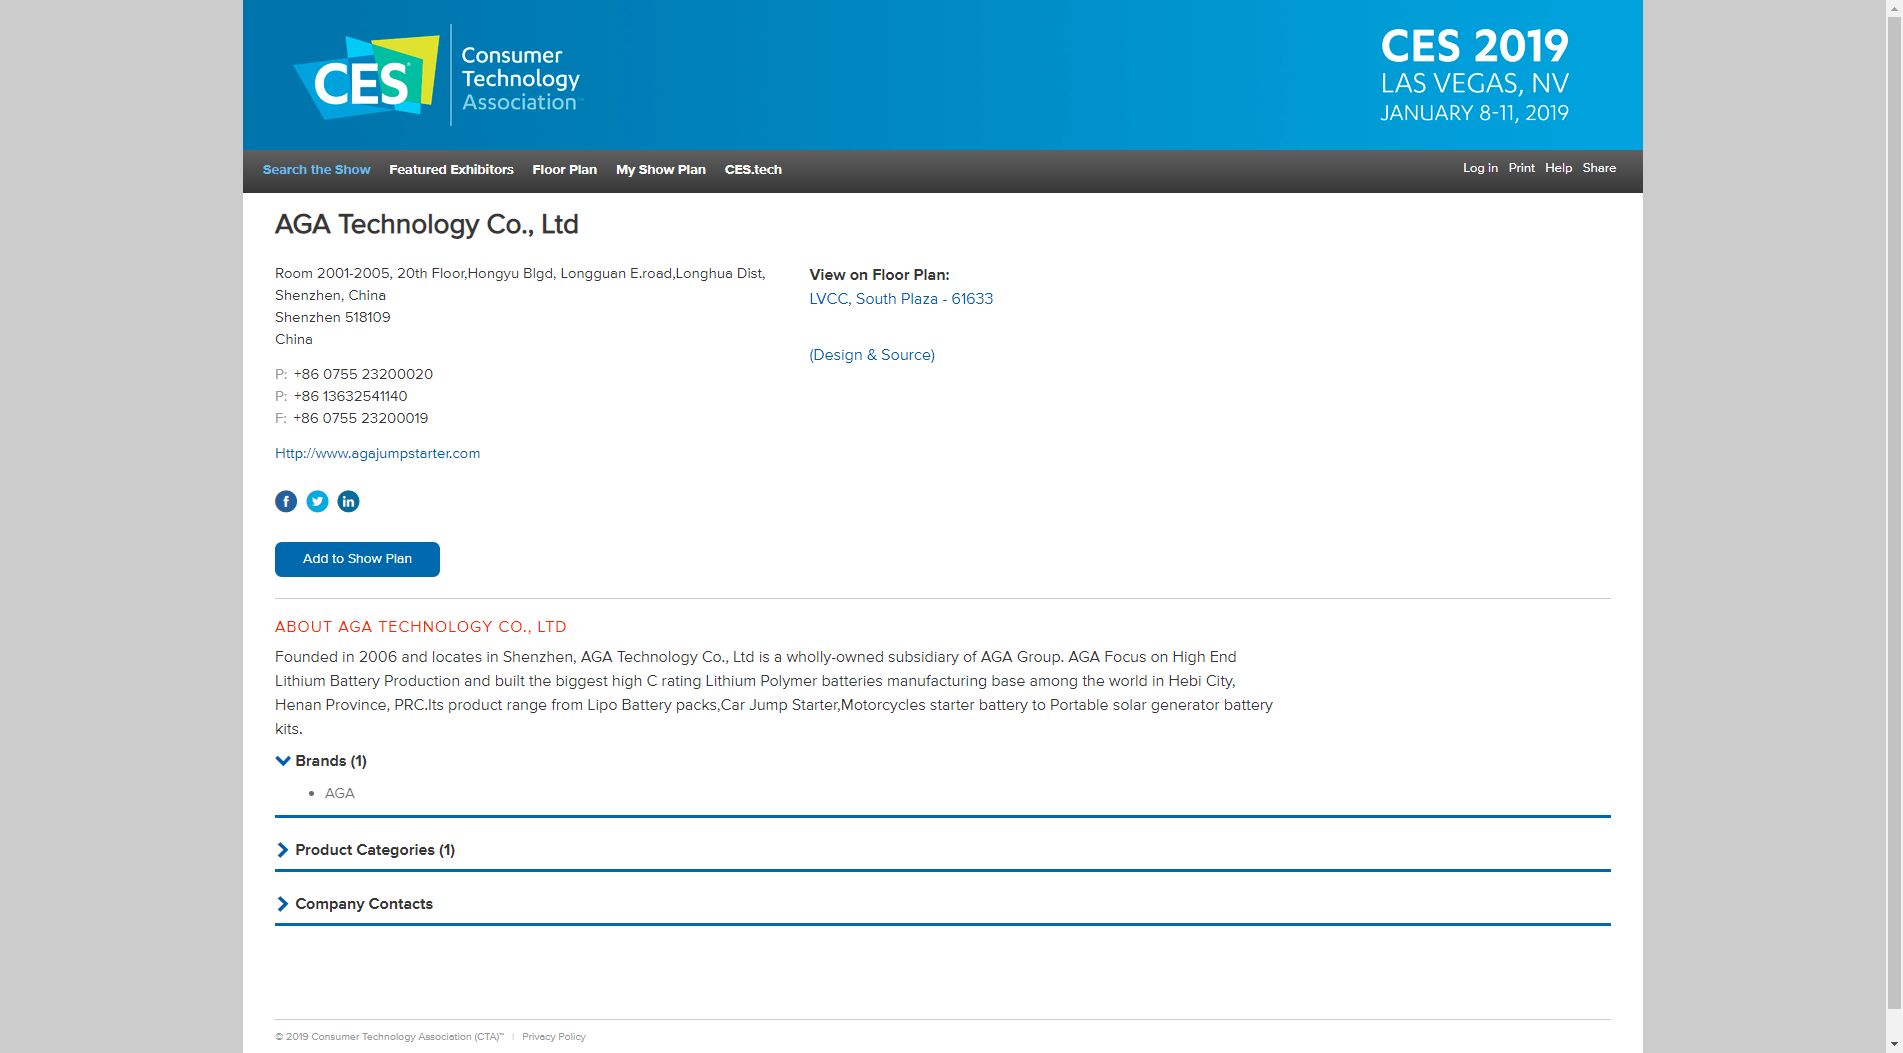 CES
Consumer
Technology
Association
CES 2019
LAS VEGAS, NV
JANUARY 8-11, 2019
Search the Show Featured Exhibitors Floor Plan My Show Plan CES.tech
Log in Print Help Share
AGA Technology Co., Ltd
Room 2001-2005, 20th Floor,Hongyu Blgd, Longguan E.road,Longhua Dist,
Shenzhen, China
Shenzhen 518109
China
P: +86 0755 23200020
P: +86 13632541140
F: +86 0755 23200019
Http://www.agajumpstarter.com
View on Floor Plan:
LVCC, South Plaza - 61633
(Design & Source)
Add to Show Plan
ABOUT AGA TECHNOLOGY CO., LTD
Founded in 2006 and locates in Shenzhen, AGA Technology Co., Ltd is a wholly-owned subsidiary of AGA Group. AGA Focus on High End
Lithium Battery Production and built the biggest high C rating Lithium Polymer batteries manufacturing base among the world in Hebi City,
Henan Province, PRC.Its product range from Lipo Battery packs,Car Jump Starter,Motorcycles starter battery to Portable solar generator battery
kits.
Brands (1)
• AGA
Product Categories (1)
Company Contacts
© 2019 Consumer Technology Association (CTA)™ | Privacy Policy